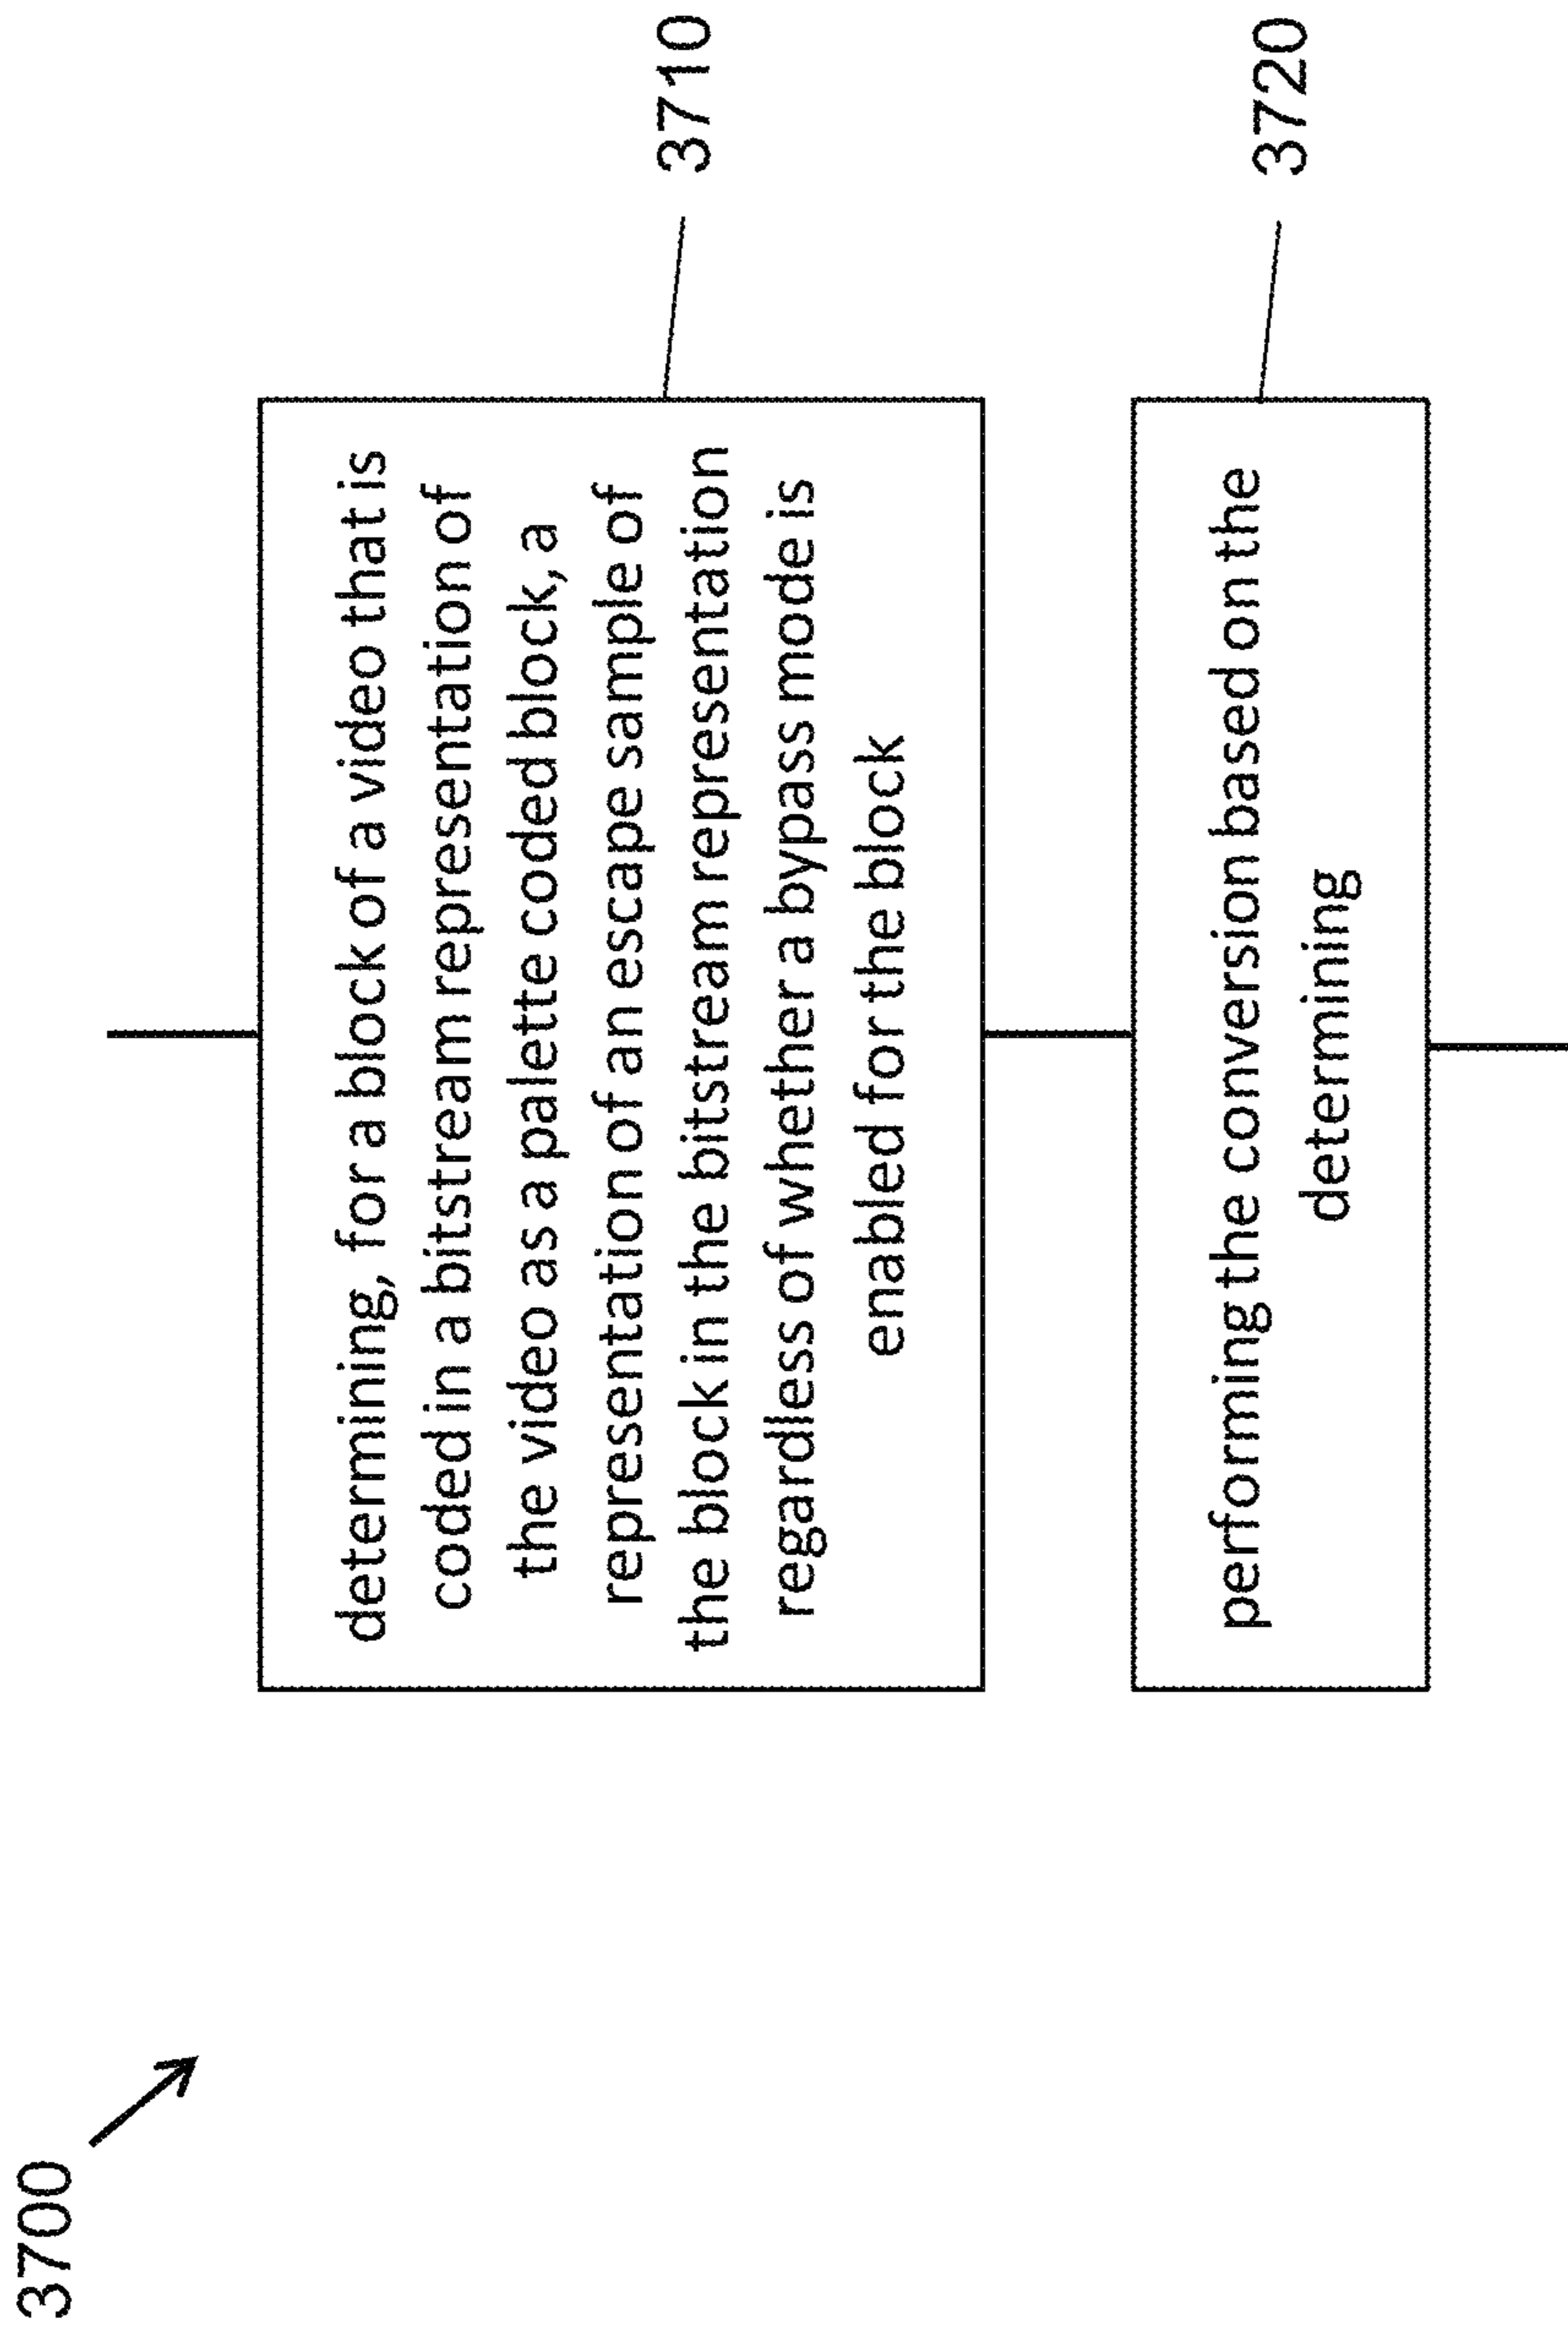 3700
determining, for a block of a video that is
coded in a bitstream representation of
the video as a palette coded block, a
representation of an escape sample of
the block in the bitstream representation
regardless of whether a bypass mode is
enabled for the block
3710
performing the conversion based on the
determining
3720